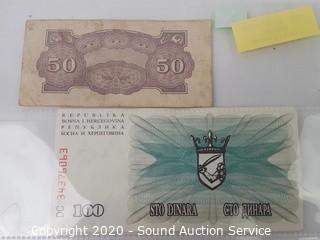 50 50
REPUBLIKA
BOSNA I HERCEGOVINA
РЕПУБЛИКА
БОСНА И ХЕРЦЕГОВИНА
100
STO DINARA СТО ДИНАРА
Copyright 2020 - Sound Auction Service